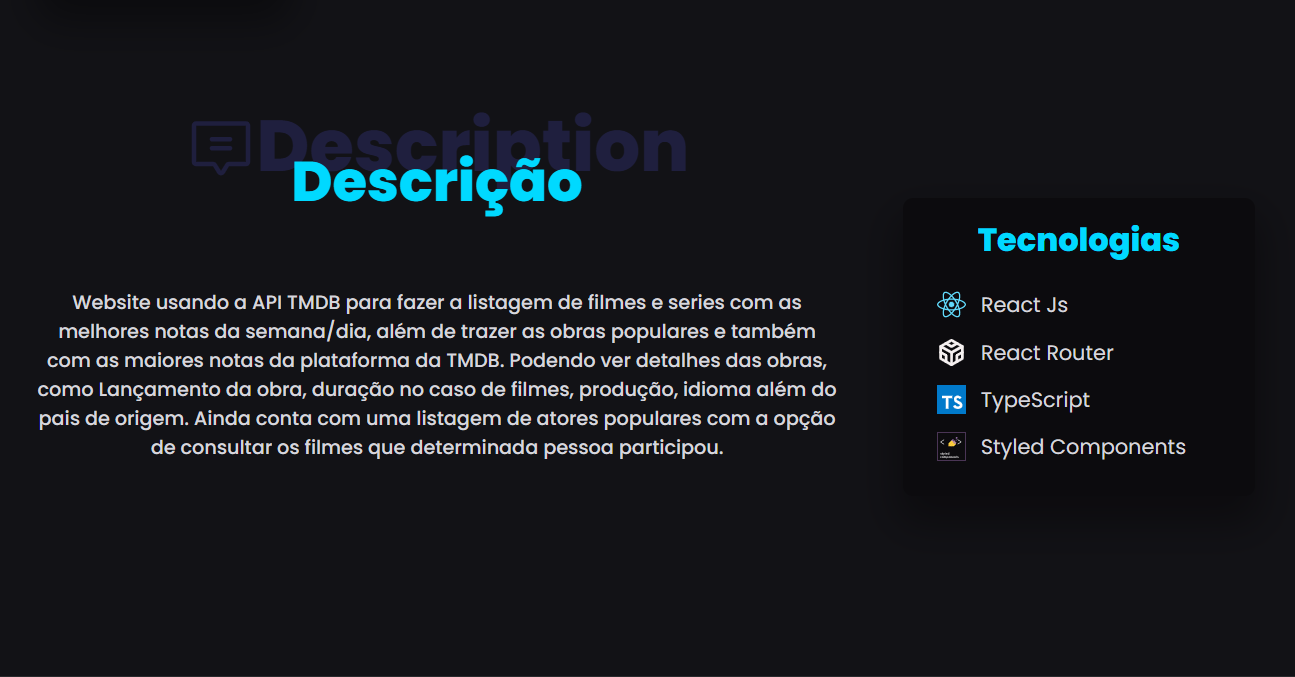 Description
Descrição
Website usando a API TMDB para fazer a listagem de filmes e series com as
melhores notas da semana/dia, além de trazer as obras populares e também
com as maiores notas da plataforma da TMDB. Podendo ver detalhes das obras,
como Lançamento da obra, duração no caso de filmes, produção, idioma além do
pais de origem. Ainda conta com uma listagem de atores populares com a opção
de consultar os filmes que determinada pessoa participou.
Tecnologias
React Js
React Router
TS TypeScript
Styled Components